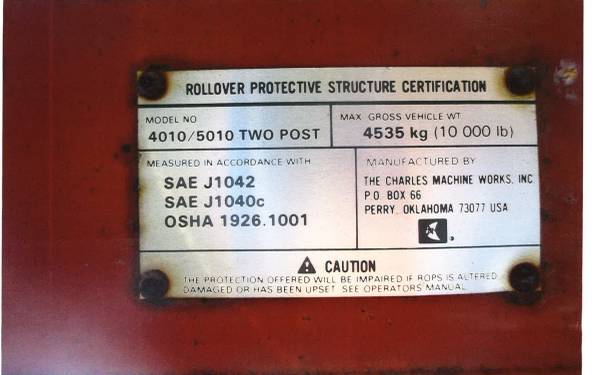 ROLLOVER PROTECTIVE STRUCTURE CERTIFICATION
MODEL NO
4010/5010 TWO POST
MAX GROSS VEHICLE WT
4535 kg (10 000 lb)
MEASURED IN ACCORDANCE WITH
SAE J1042
SAE J1040c
OSHA 1926.1001
MANUFACTURED BY
THE CHARLES MACHINE WORKS, INC
P O BOX 66
PERRY, OKLAHOMA 73077 USA
CAUTION
THE PROTECTION OFFERED WILL BE IMPAIRED IF ROPS IS ALTERED
DAMAGED OR HAS BEEN UPSET SEE OPERATORS MANUAL